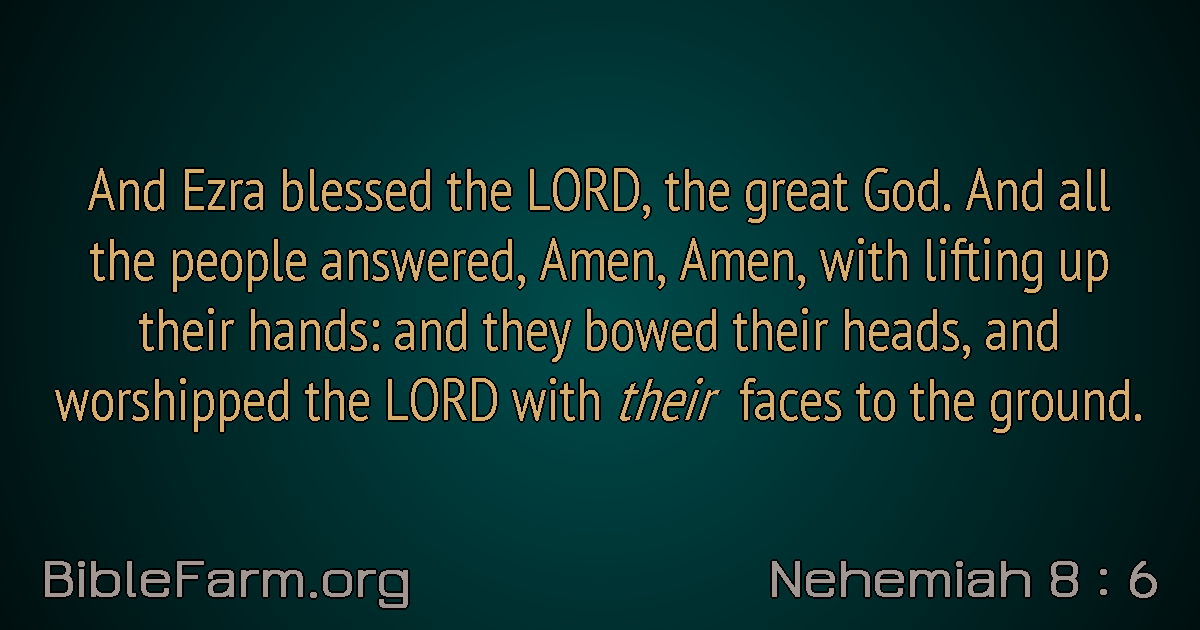 And Ezra blessed the LORD, the great God. And all
the people answered, Amen, Amen, with lifting up
their hands: and they bowed their heads, and
worshipped the LORD with their faces to the ground.
BibleFarm.org
Nehemiah 8 : 6